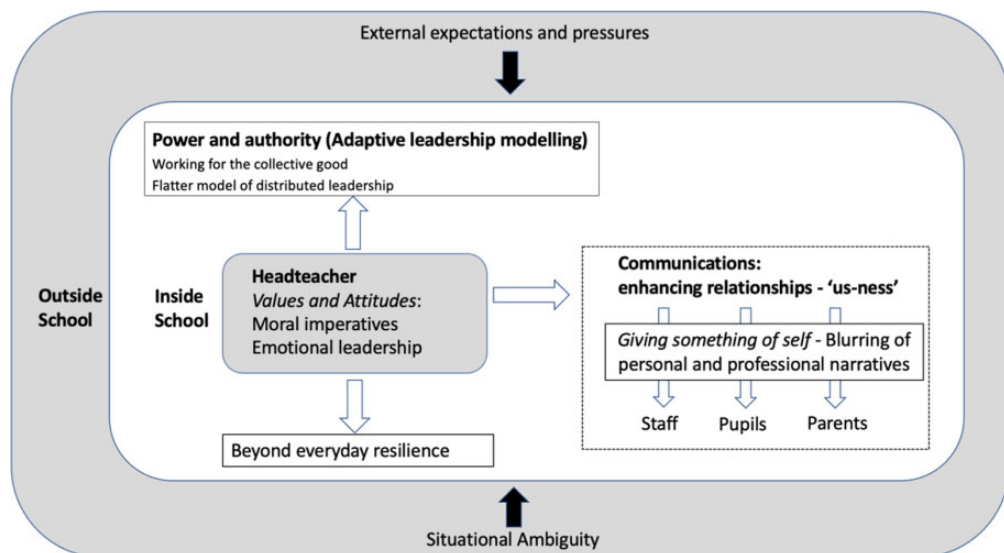 External expectations and pressures
Power and authority (Adaptive leadership modelling)
Working for the collective good
Flatter model of distributed leadership
Outside
School
Inside
School
Headteacher
Values and Attitudes:
Moral imperatives
Emotional leadership
Communications:
enhancing relationships - ‘us-ness’
Giving something of self - Blurring of
personal and professional narratives
Staff
Pupils
Parents
Beyond everyday resilience
Situational Ambiguity